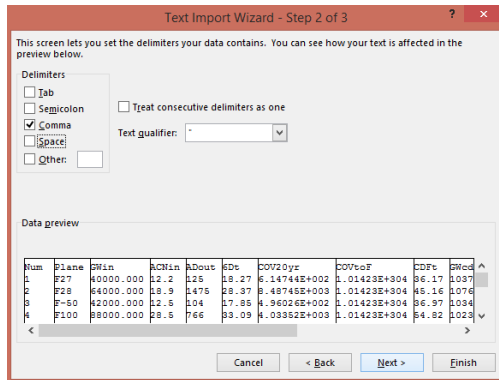 Text Import Wizard - Step 2 of 3
? ×
This screen lets you set the delimiters your data contains. You can see how your text is affected in the
preview below.
Delimiters
Tab
Semicolon
Comma
Space
Other:
Treat consecutive delimiters as one
Text qualifier: "
Data preview
Num Plane GWin ACNin ADout 6Dt COV20yr COVtoF CDFt GWcd
1 F27 40000.000 12.2 125 18.27 6.14744E+002 1.01423E+304 36.17 1037
2 F28 64000.000 18.9 1475 28.37 8.48745E+003 1.01423E+304 45.16 1076
3 F-50 42000.000 12.5 104 17.85 4.96026E+002 1.01423E+304 36.97 1034
4 F100 88000.000 28.5 766 33.09 4.03352E+003 1.01423E+304 54.82 1023
Cancel < Back Next > Finish